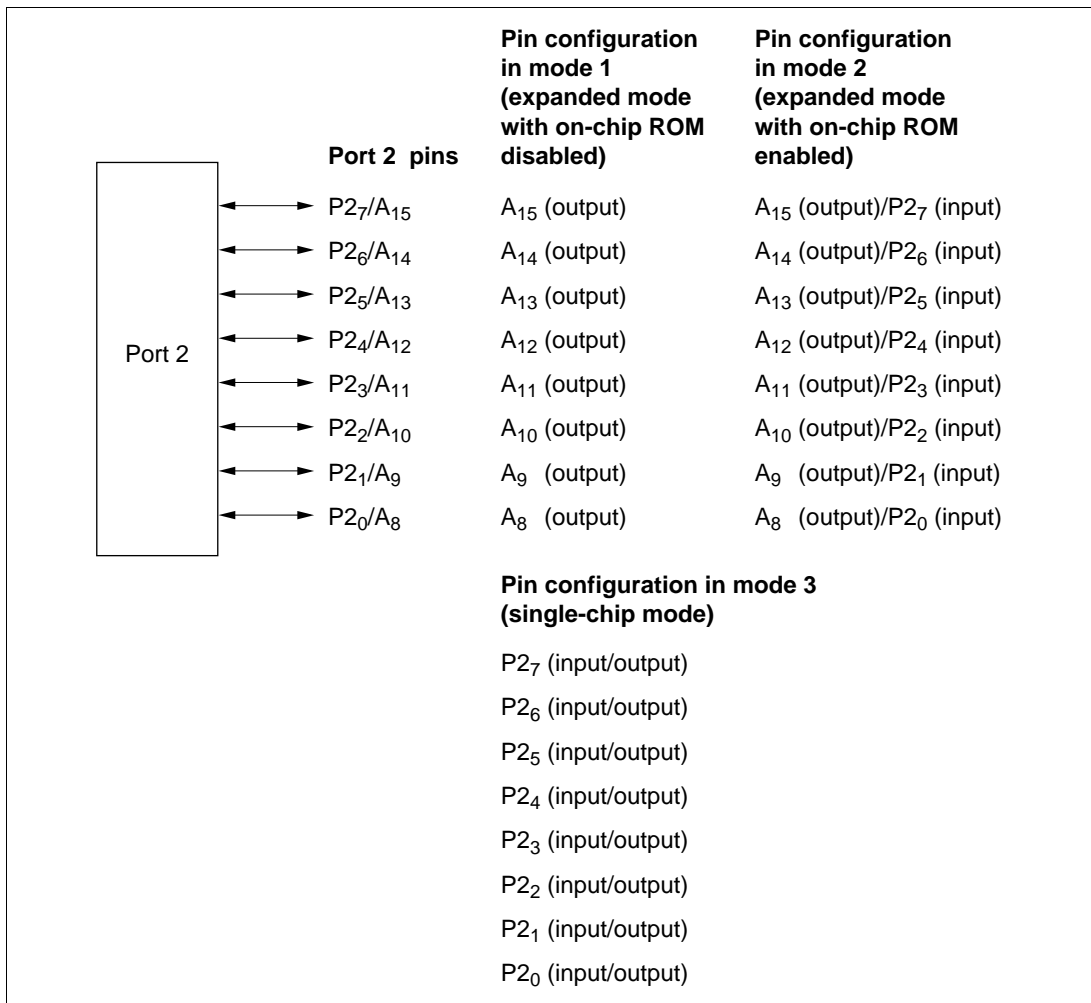 Pin configuration in mode 1 (expanded mode with on-chip ROM disabled)
Pin configuration in mode 2 (expanded mode with on-chip ROM enabled)
Port 2 pins
Port 2
P2₇/A₁₅ A₁₅ (output) A₁₅ (output)/P2₇ (input)
P2₆/A₁₄ A₁₄ (output) A₁₄ (output)/P2₆ (input)
P2₅/A₁₃ A₁₃ (output) A₁₃ (output)/P2₅ (input)
P2₄/A₁₂ A₁₂ (output) A₁₂ (output)/P2₄ (input)
P2₃/A₁₁ A₁₁ (output) A₁₁ (output)/P2₃ (input)
P2₂/A₁₀ A₁₀ (output) A₁₀ (output)/P2₂ (input)
P2₁/A₉ A₉ (output) A₉ (output)/P2₁ (input)
P2₀/A₈ A₈ (output) A₈ (output)/P2₀ (input)
Pin configuration in mode 3
(single-chip mode)
P2₇ (input/output)
P2₆ (input/output)
P2₅ (input/output)
P2₄ (input/output)
P2₃ (input/output)
P2₂ (input/output)
P2₁ (input/output)
P2₀ (input/output)